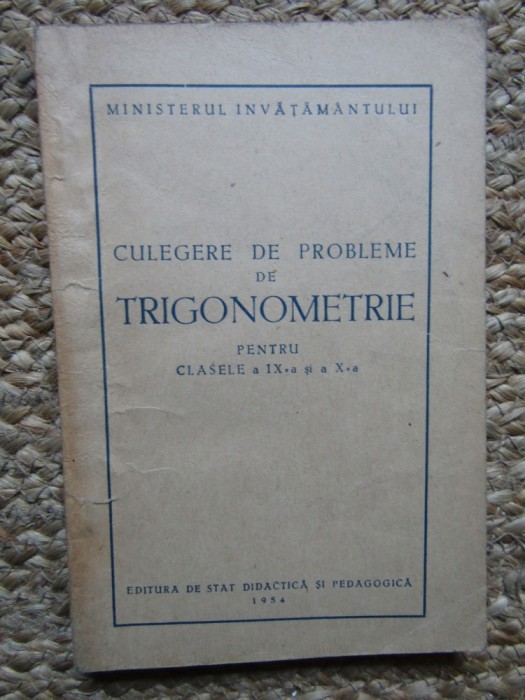 MINISTERUL INVĂȚĂMÂNTULUI
CULEGERE DE PROBLEME
DE
TRIGONOMETRIE
PENTRU
CLASELE a IX-a și a X-a
EDITURA DE STAT DIDACTICĂ ȘI PEDAGOGICĂ
1954